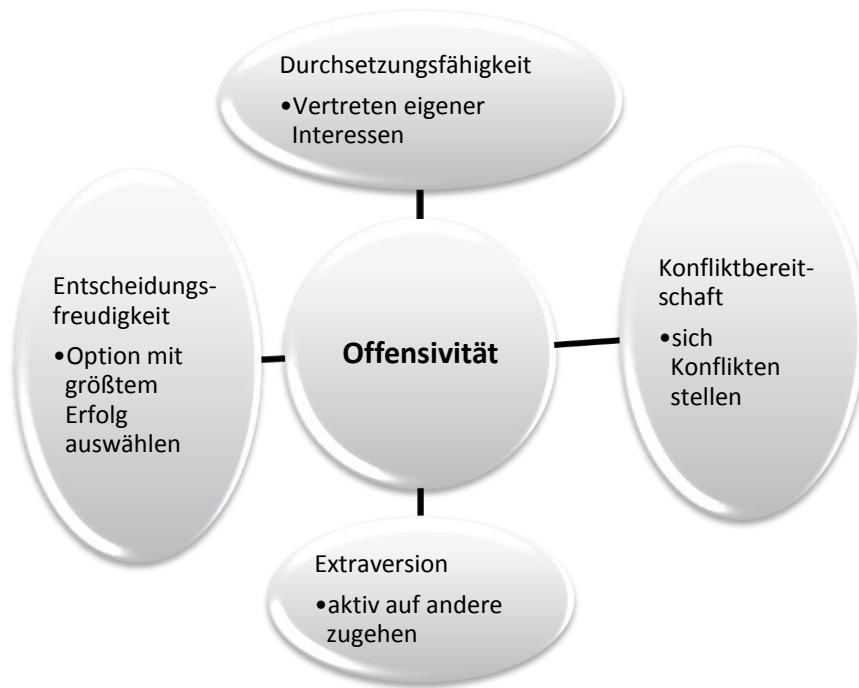 Durchsetzungsfähigkeit
•Vertreten eigener
Interessen
Entscheidungs-
freudigkeit
•Option mit
größtem
Erfolg
auswählen
Offensivität
Konfliktbereit-
schaft
•sich
Konflikten
stellen
Extraversion
•aktiv auf andere
zugehen